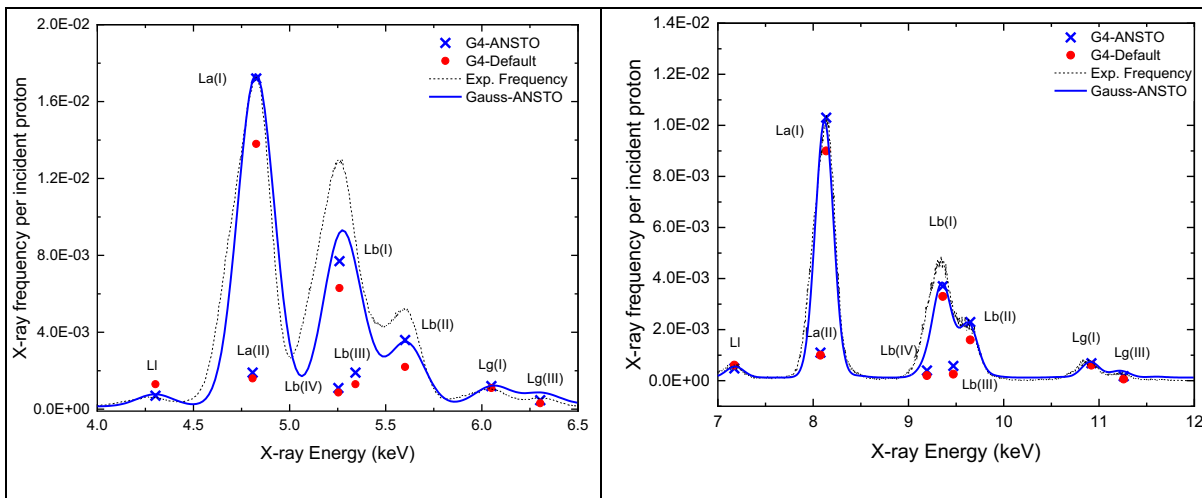 2.0E-02
1.6E-02
1.2E-02
8.0E-03
4.0E-03
0.0E+00
X-ray frequency per incident proton
G4-ANSTO
G4-Default
Exp. Frequency
Gauss-ANSTO
La(I)
Lb(I)
Lb(II)
La(II)
Lb(III)
LI
Lb(IV)
Lg(I)
Lg(III)
4.0 4.5 5.0 5.5 6.0 6.5
X-ray Energy (keV)
1.4E-02
1.2E-02
1.0E-02
8.0E-03
6.0E-03
4.0E-03
2.0E-03
0.0E+00
X-ray frequency per incident proton
G4-ANSTO
G4-Default
Exp. Frequency
Gauss-ANSTO
La(I)
Lb(I)
Lb(II)
La(II)
LI
Lb(IV)
Lb(III)
Lg(I)
Lg(III)
7 8 9 10 11 12
X-ray Energy (keV)